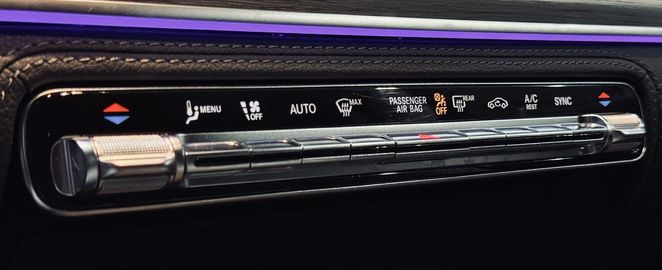 MENU
OFF
AUTO
MAX
PASSENGER
AIR BAG
OFF
REAR
A/C
REST
SYNC